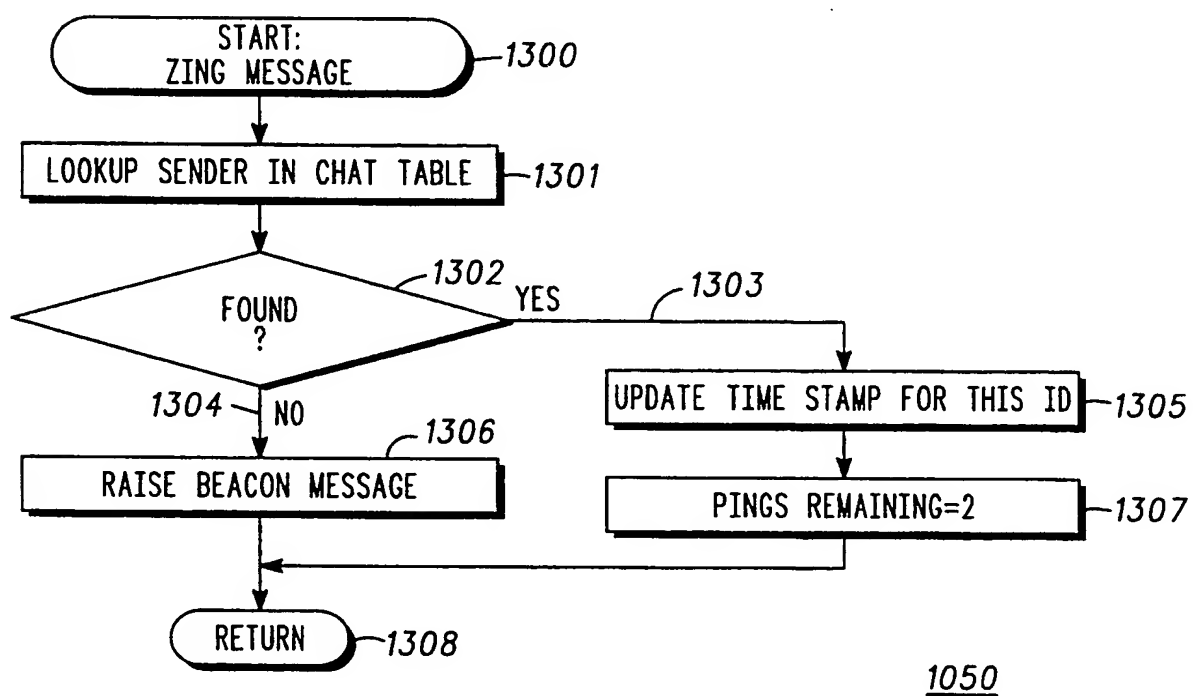 START:
ZING MESSAGE
1300
LOOKUP SENDER IN CHAT TABLE
1301
1302
FOUND
?
YES
1303
1304
NO
UPDATE TIME STAMP FOR THIS ID
1305
1306
RAISE BEACON MESSAGE
PINGS REMAINING=2
1307
RETURN
1308
1050